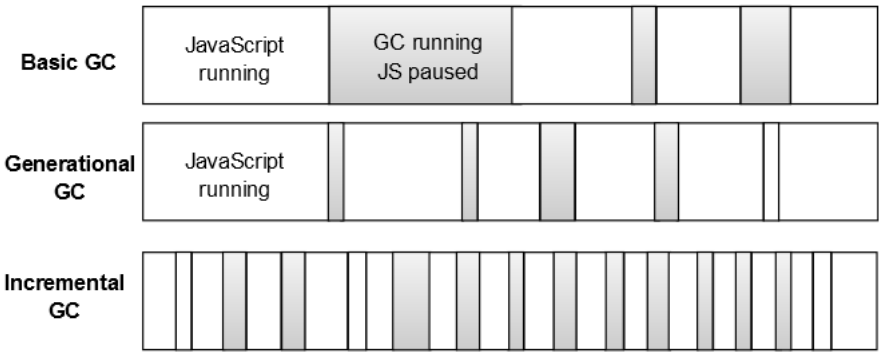 Basic GC
JavaScript
running
GC running
JS paused
Generational
GC
JavaScript
running
Incremental
GC